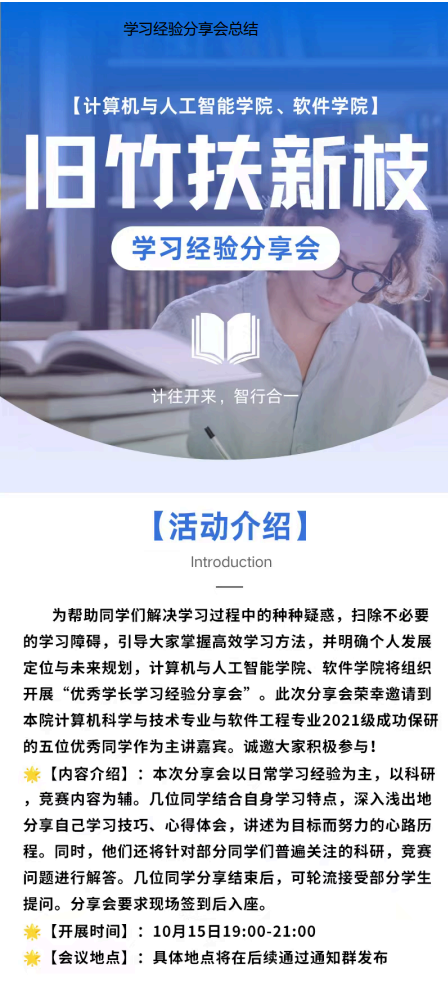 学习经验分享会总结
【计算机与人工智能学院、软件学院】
旧竹扶新枝
学习经验分享会
计往开来，智行合一
【活动介绍】
Introduction
为帮助同学们解决学习过程中的种种疑惑，扫除不必要
的学习障碍，引导大家掌握高效学习方法，并明确个人发展
定位与未来规划，计算机与人工智能学院、软件学院将组织
开展“优秀学长学习经验分享会”。此次分享会荣幸邀请到
本院计算机科学与技术专业与软件工程专业2021级成功保研
的五位优秀同学作为主讲嘉宾。诚邀大家积极参与！
🌟【内容介绍】：本次分享会以日常学习经验为主，以科研
，竞赛内容为辅。几位同学结合自身学习特点，深入浅出地
分享自己学习技巧、心得体会，讲述为目标而努力的心路历
程。同时，他们还将针对部分同学们普遍关注的科研，竞赛
问题进行解答。几位同学分享结束后，可轮流接受部分学生
提问。分享会要求现场签到后入座。
🌟【开展时间】：10月15日19:00-21:00
🌟【会议地点】：具体地点将在后续通过通知群发布